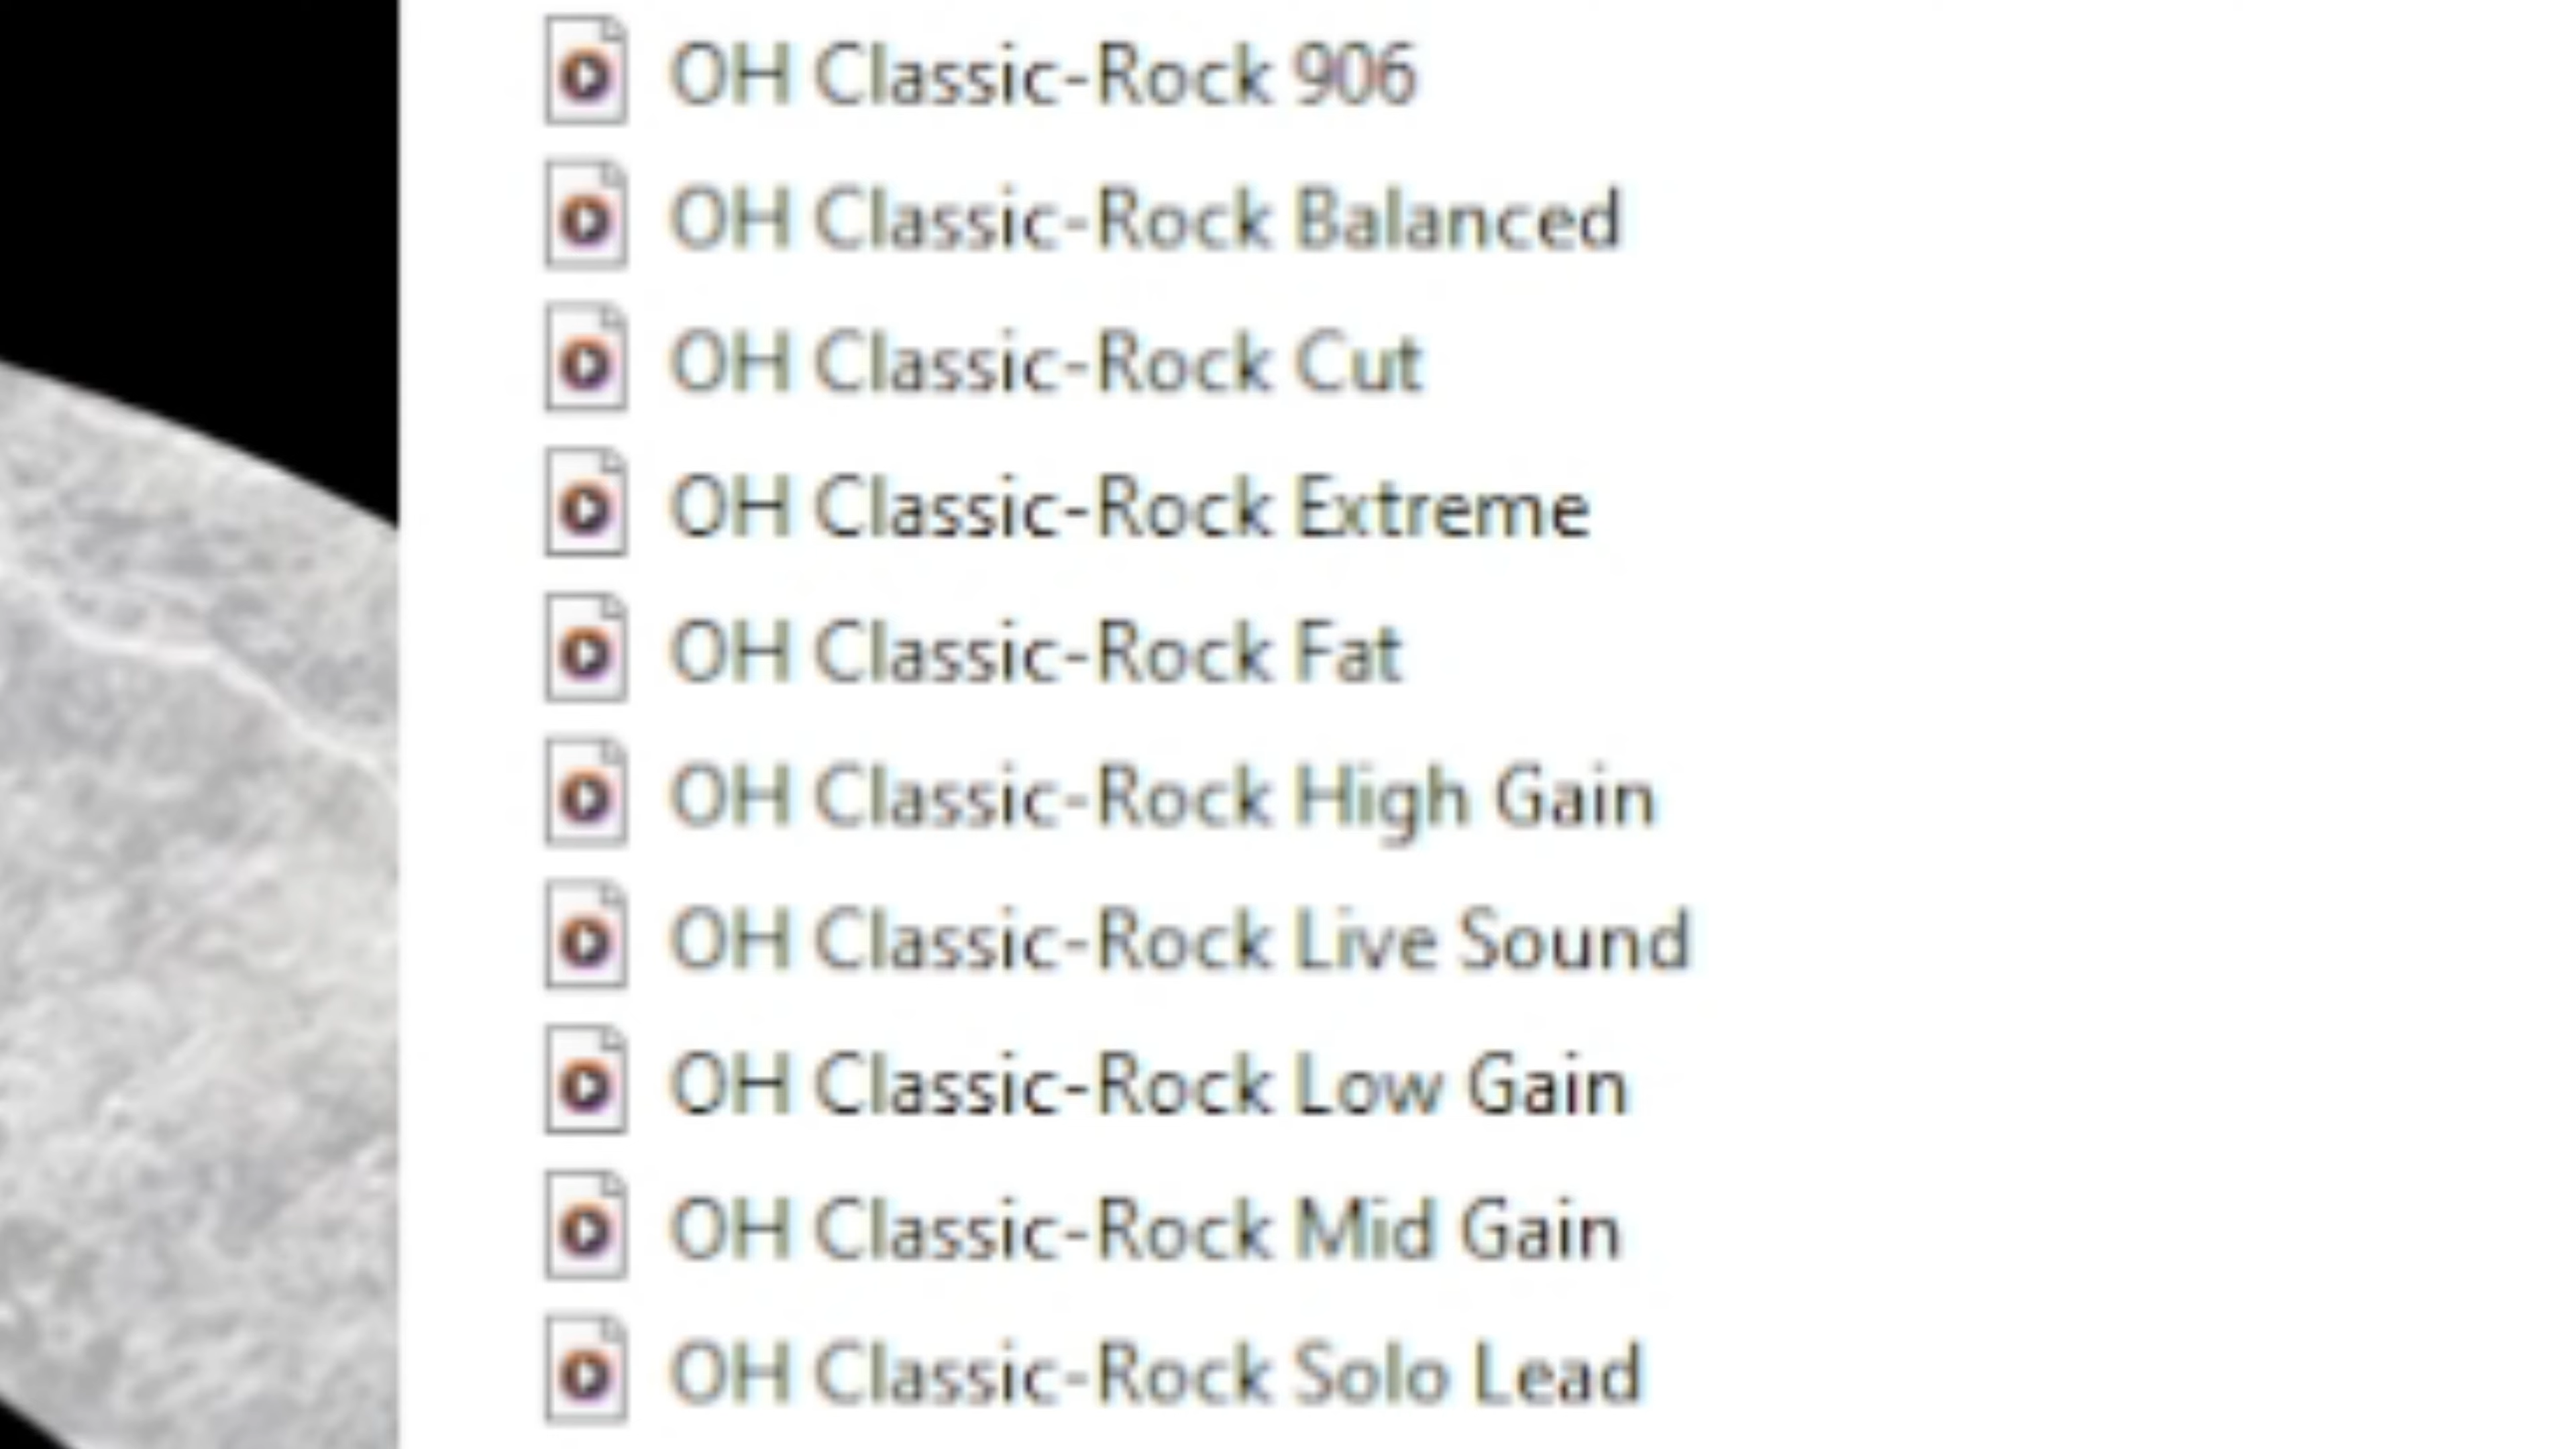 OH Classic-Rock 906
OH Classic-Rock Balanced
OH Classic-Rock Cut
OH Classic-Rock Extreme
OH Classic-Rock Fat
OH Classic-Rock High Gain
OH Classic-Rock Live Sound
OH Classic-Rock Low Gain
OH Classic-Rock Mid Gain
OH Classic-Rock Solo Lead